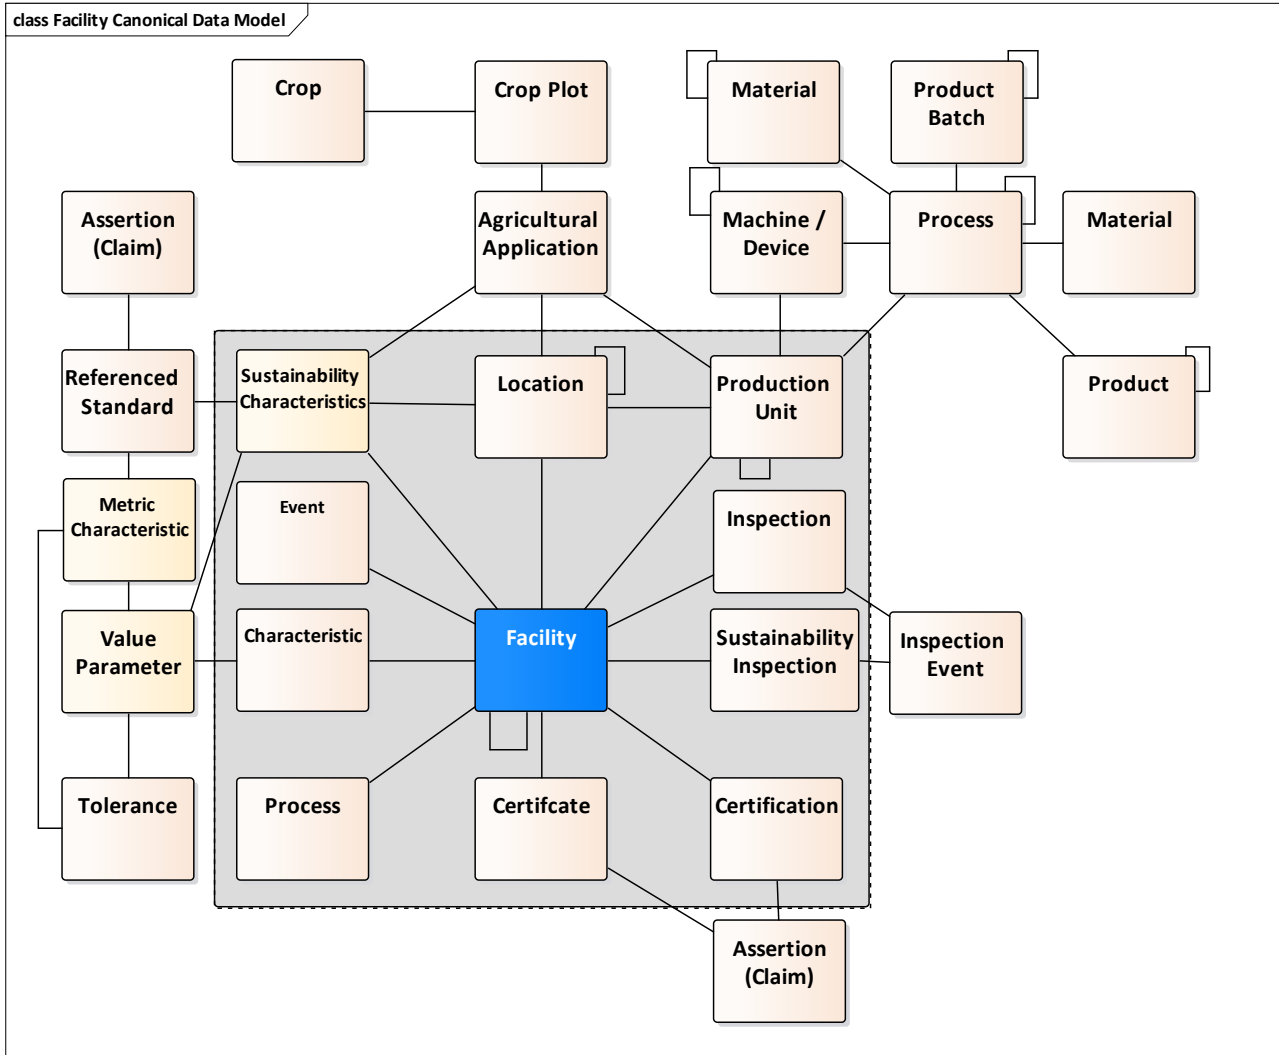 class Facility Canonical Data Model
Crop
Crop Plot
Material
Product
Batch
Assertion
(Claim)
Agricultural
Application
Machine /
Device
Process
Material
Referenced
Standard
Sustainability
Characteristics
Location
Production
Unit
Product
Metric
Characteristic
Event
Inspection
Value
Parameter
Characteristic
Facility
Sustainability
Inspection
Inspection
Event
Tolerance
Process
Certifcate
Certification
Assertion
(Claim)